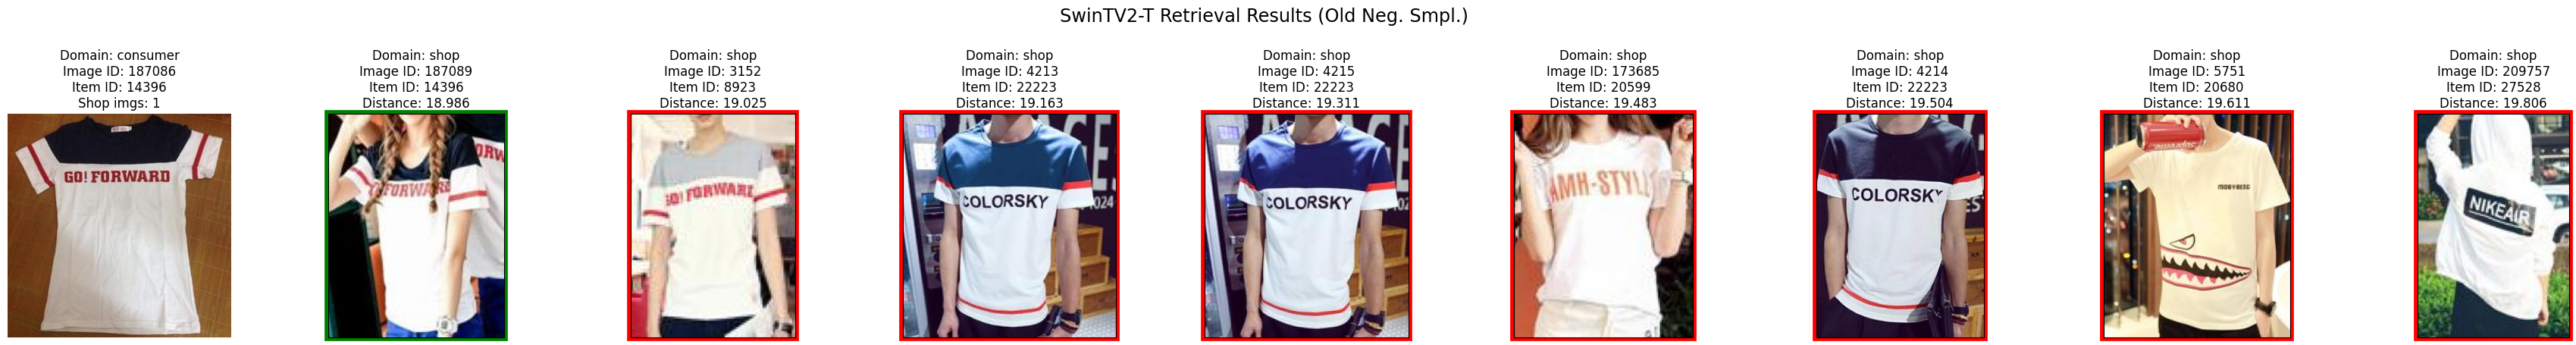 SwinTV2-T Retrieval Results (Old Neg. Smpl.)
Domain: consumer
Image ID: 187086
Item ID: 14396
Shop imgs: 1
GO! FORWARD
Domain: shop
Image ID: 187089
Item ID: 14396
Distance: 18.986
FORWARD
Domain: shop
Image ID: 3152
Item ID: 8923
Distance: 19.025
GO! FORWARD
Domain: shop
Image ID: 4213
Item ID: 22223
Distance: 19.163
COLORSKY
Domain: shop
Image ID: 4215
Item ID: 22223
Distance: 19.311
COLORSKY
Domain: shop
Image ID: 173685
Item ID: 20599
Distance: 19.483
AMH-STYLE
Domain: shop
Image ID: 4214
Item ID: 22223
Distance: 19.504
COLORSKY
Domain: shop
Image ID: 5751
Item ID: 20680
Distance: 19.611
Domain: shop
Image ID: 209757
Item ID: 27528
Distance: 19.806
NIKEAIR